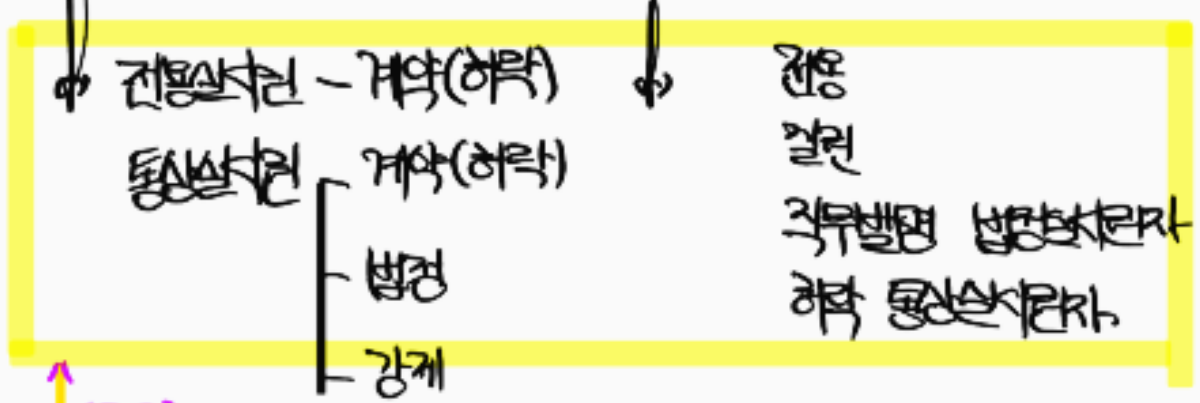 전용실시권 - 계약(허락)
통상실시권 - 계약(허락)
- 법정
- 강제
전용
질권
직무발명 법정실시권자
허락 통상실시권자